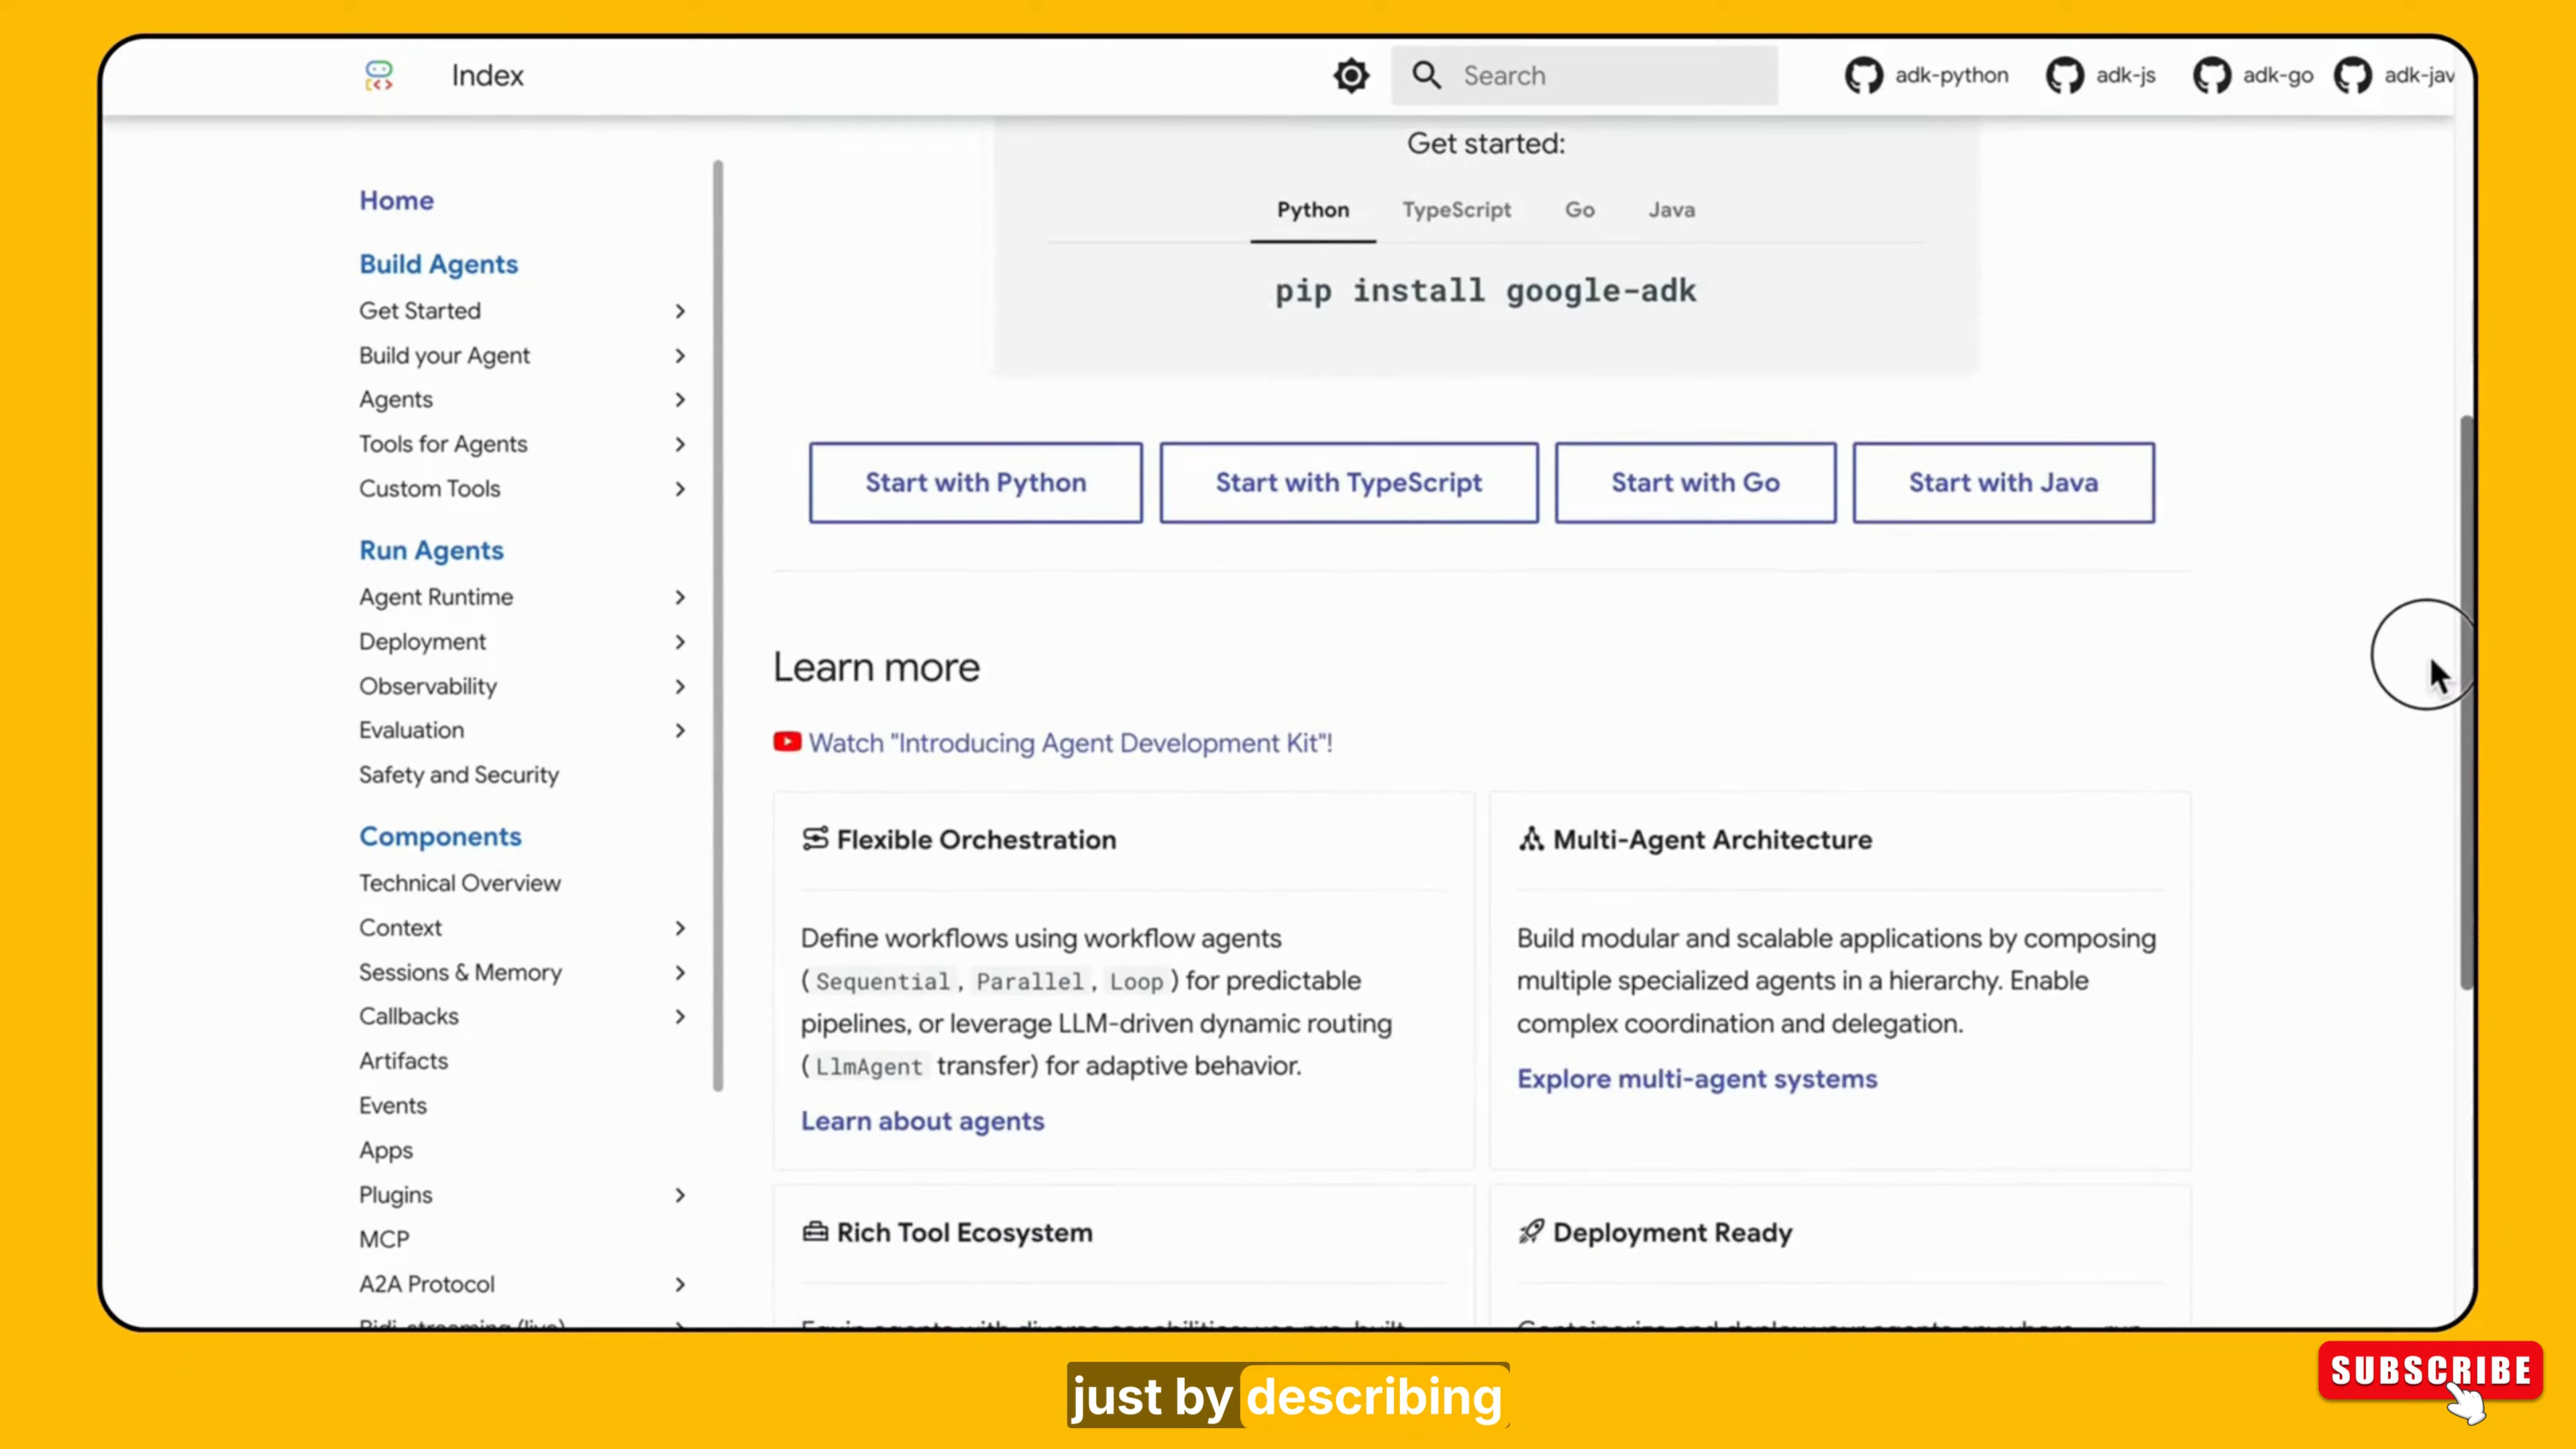 Index
Search
adk-python
adk-js
adk-go
adk-jav
Home
Build Agents
Get Started
Build your Agent
Agents
Tools for Agents
Custom Tools
Run Agents
Agent Runtime
Deployment
Observability
Evaluation
Safety and Security
Components
Technical Overview
Context
Sessions & Memory
Callbacks
Artifacts
Events
Apps
Plugins
MCP
A2A Protocol
Bidi-streaming (live)
Get started:
Python TypeScript Go Java
pip install google-adk
Start with Python
Start with TypeScript
Start with Go
Start with Java
Learn more
Watch "Introducing Agent Development Kit"!
Flexible Orchestration
Define workflows using workflow agents
(Sequential, Parallel, Loop) for predictable
pipelines, or leverage LLM-driven dynamic routing
(LlmAgent transfer) for adaptive behavior.
Learn about agents
Multi-Agent Architecture
Build modular and scalable applications by composing
multiple specialized agents in a hierarchy. Enable
complex coordination and delegation.
Explore multi-agent systems
Rich Tool Ecosystem
Deployment Ready
just by describing
SUBSCRIBE